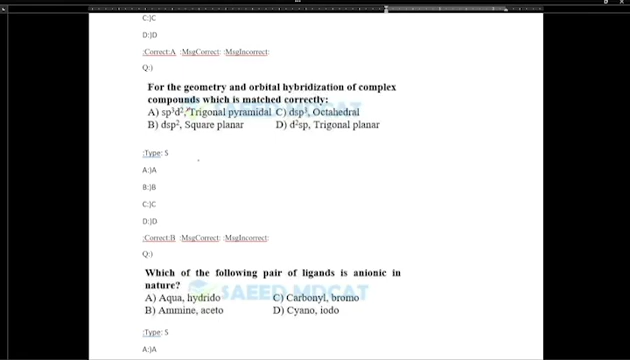 C:)C
D:)D
:Correct:A :MsgCorrect: :MsgIncorrect:
Q:)
For the geometry and orbital hybridization of complex
compounds which is matched correctly:
A) sp³d², Trigonal pyramidal C) dsp³, Octahedral
B) dsp², Square planar D) d²sp, Trigonal planar
:Type: S
A:)A
B:)B
C:)C
D:)D
:Correct:B :MsgCorrect: :MsgIncorrect:
Q:)
Which of the following pair of ligands is anionic in
nature?
SAEED MDCAT
A) Aqua, hydrido C) Carbonyl, bromo
B) Ammine, aceto D) Cyano, iodo
:Type: S
A:)A